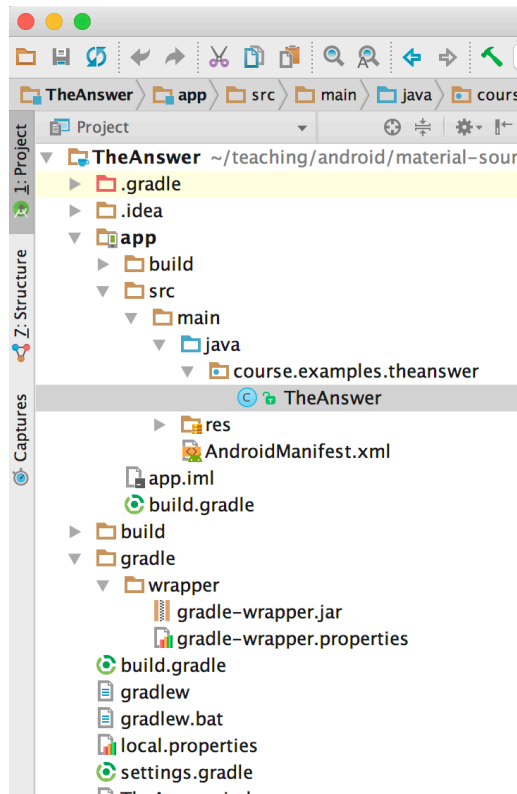 TheAnswer app src main java cours
Project
TheAnswer ~/teaching/android/material-sour
.gradle
.idea
app
build
src
main
java
course.examples.theanswer
TheAnswer
res
AndroidManifest.xml
app.iml
build.gradle
build
gradle
wrapper
gradle-wrapper.jar
gradle-wrapper.properties
build.gradle
gradlew
gradlew.bat
local.properties
settings.gradle
1: Project
7: Structure
Captures